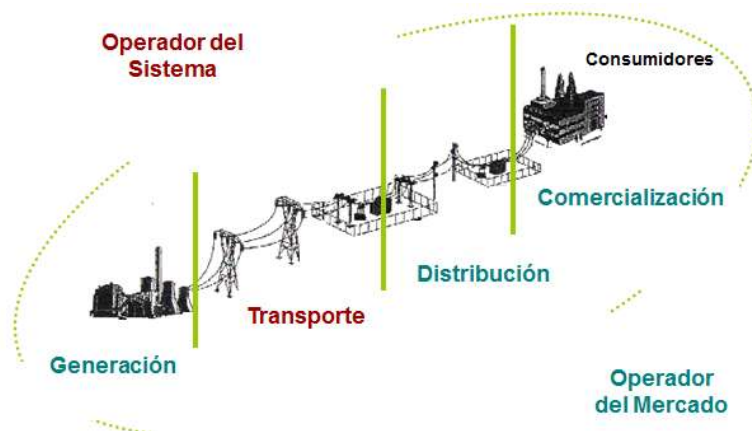 Operador del
Sistema
Consumidores
Comercialización
Distribución
Transporte
Generación
Operador
del Mercado